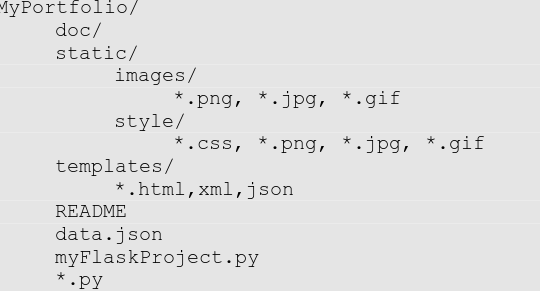 MyPortfolio/
doc/
static/
images/
*.png, *.jpg, *.gif
style/
*.css, *.png, *.jpg, *.gif
templates/
*.html,xml,json
README
data.json
myFlaskProject.py
*.py